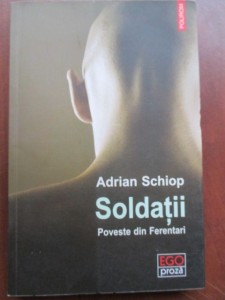 POLIROM
Adrian Schiop
Soldații
Poveste din Ferentari
EGO
proză